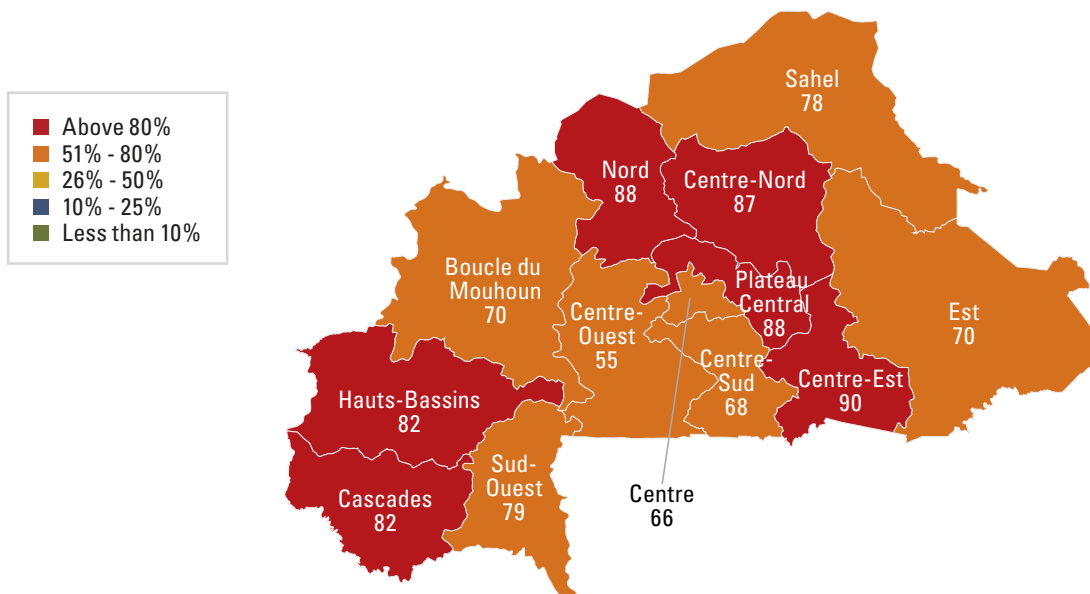 Above 80%
51% - 80%
26% - 50%
10% - 25%
Less than 10%
Sahel
78
Nord
88
Centre-Nord
87
Boucle du
Mouhoun
70
Plateau
Central
88
Centre-
Ouest
55
Est
70
Centre-
Sud
68
Centre-Est
90
Hauts-Bassins
82
Sud-
Ouest
79
Cascades
82
Centre
66